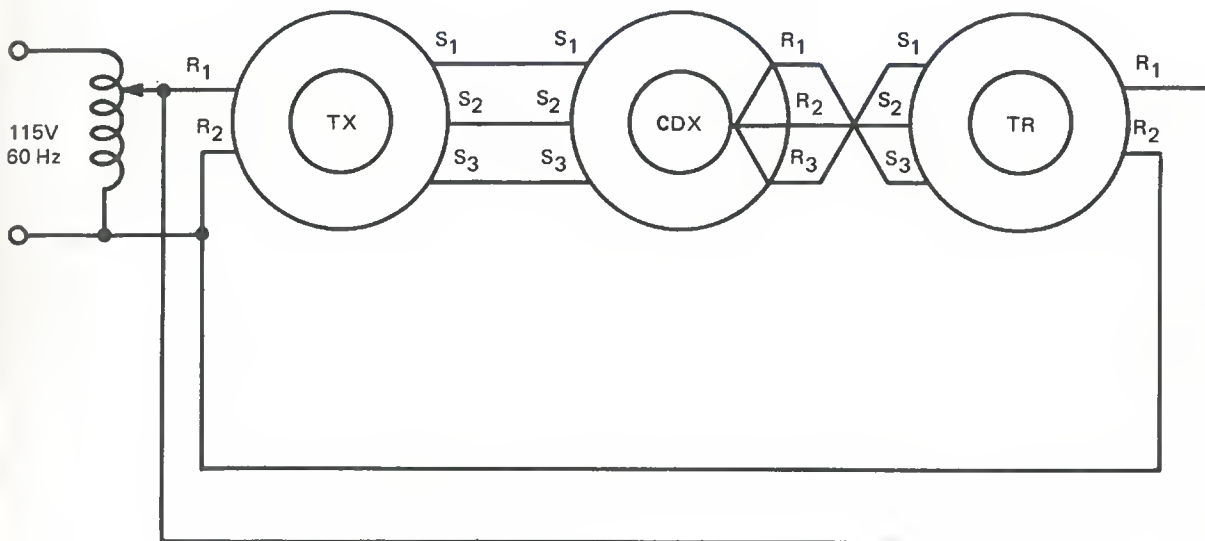 S₁ S₁ R₁ S₁
R₁ R₁
S₂ S₂ R₂ S₂
115V
60 Hz
R₂ TX CDX TR R₂
S₃ S₃ R₃ S₃